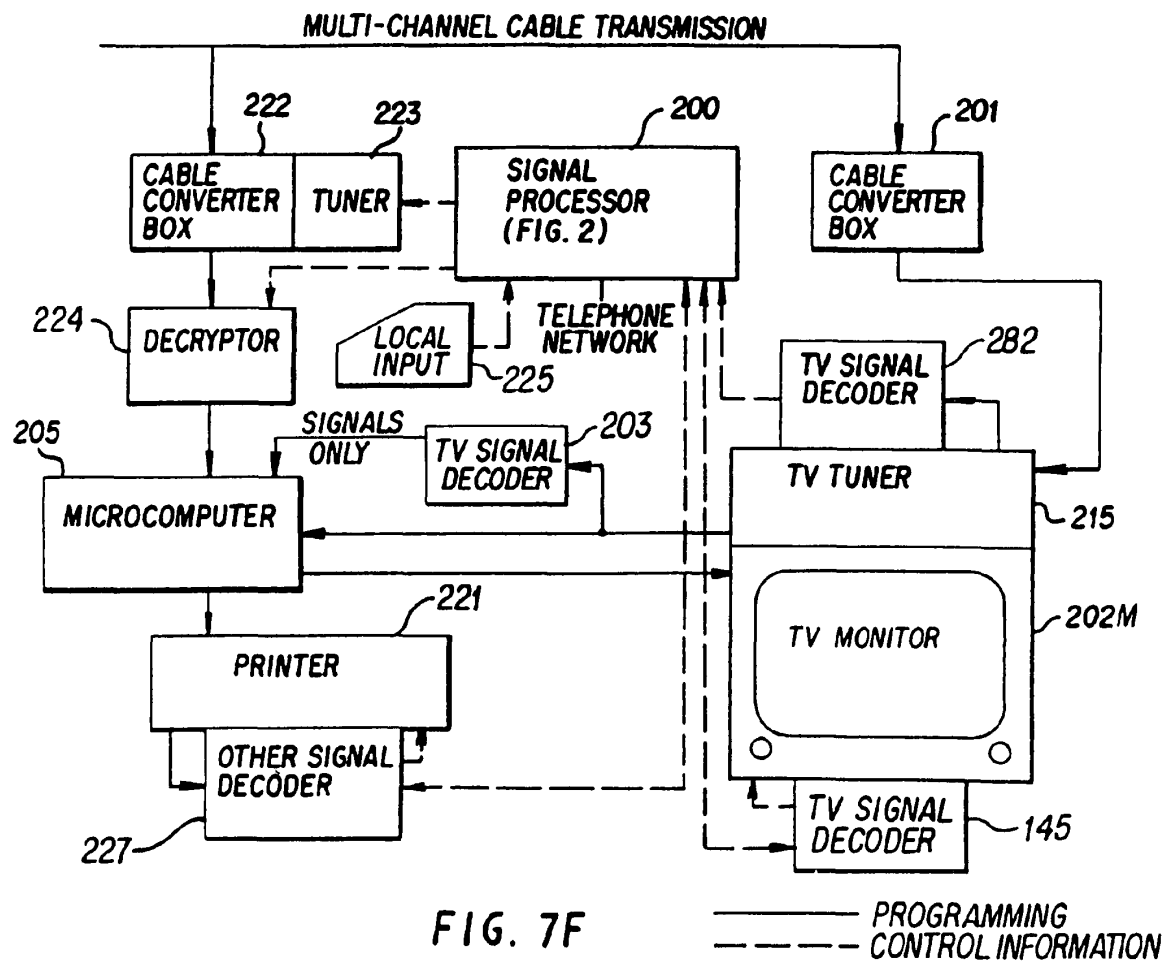 MULTI-CHANNEL CABLE TRANSMISSION
222
223
200
201
CABLE
CONVERTER
BOX
TUNER
SIGNAL
PROCESSOR
(FIG. 2)
CABLE
CONVERTER
BOX
224
DECRYPTOR
LOCAL
INPUT
225
TELEPHONE
NETWORK
282
TV SIGNAL
DECODER
205
SIGNALS
ONLY
203
TV SIGNAL
DECODER
MICROCOMPUTER
TV TUNER
215
221
PRINTER
TV MONITOR
202M
OTHER SIGNAL
DECODER
227
TV SIGNAL
DECODER
145
FIG. 7F
PROGRAMMING
CONTROL INFORMATION